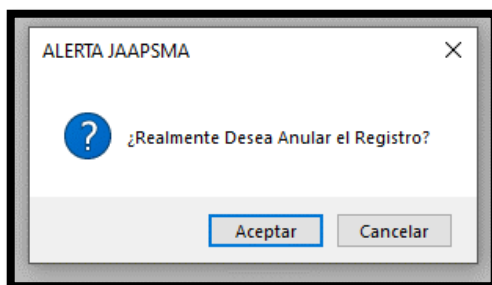 ALERTA JAAPSMA
¿Realmente Desea Anular el Registro?
Aceptar Cancelar